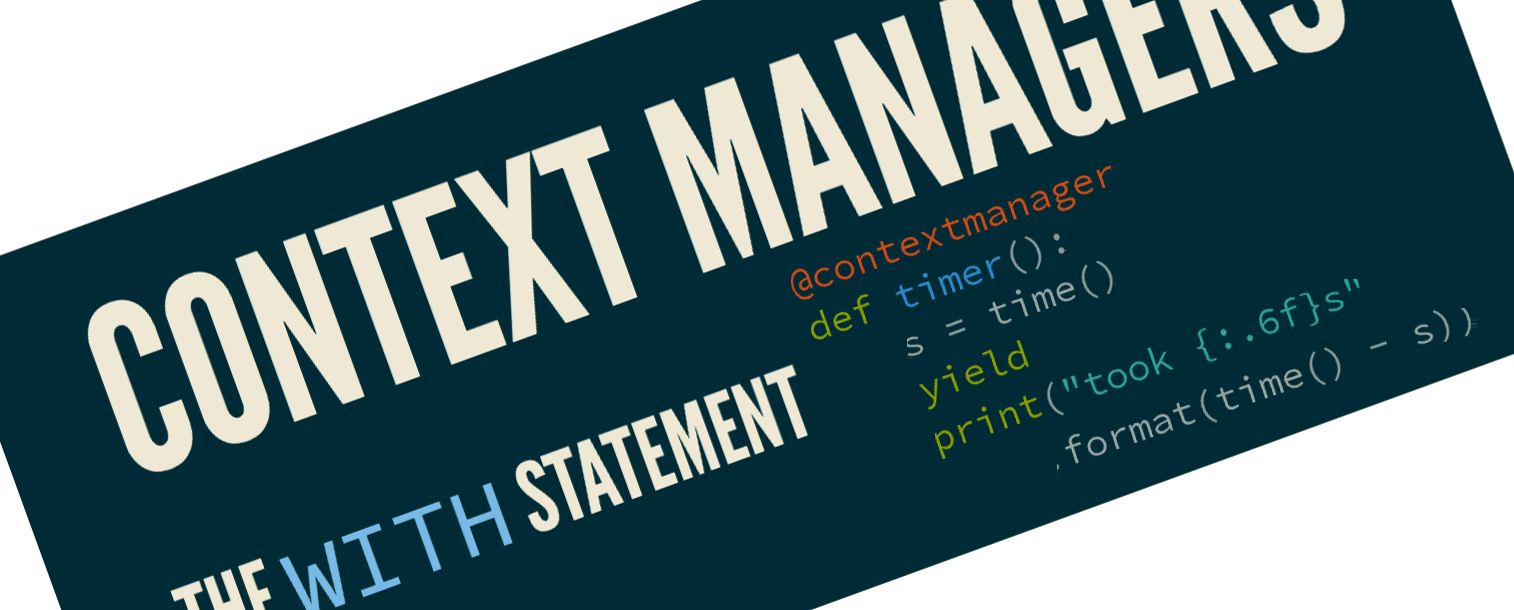 CONTEXT MANAGERS
@contextmanager
def timer():
s = time()
yield
print("took {:.6f}s"
.format(time() - s))
THE WITH STATEMENT